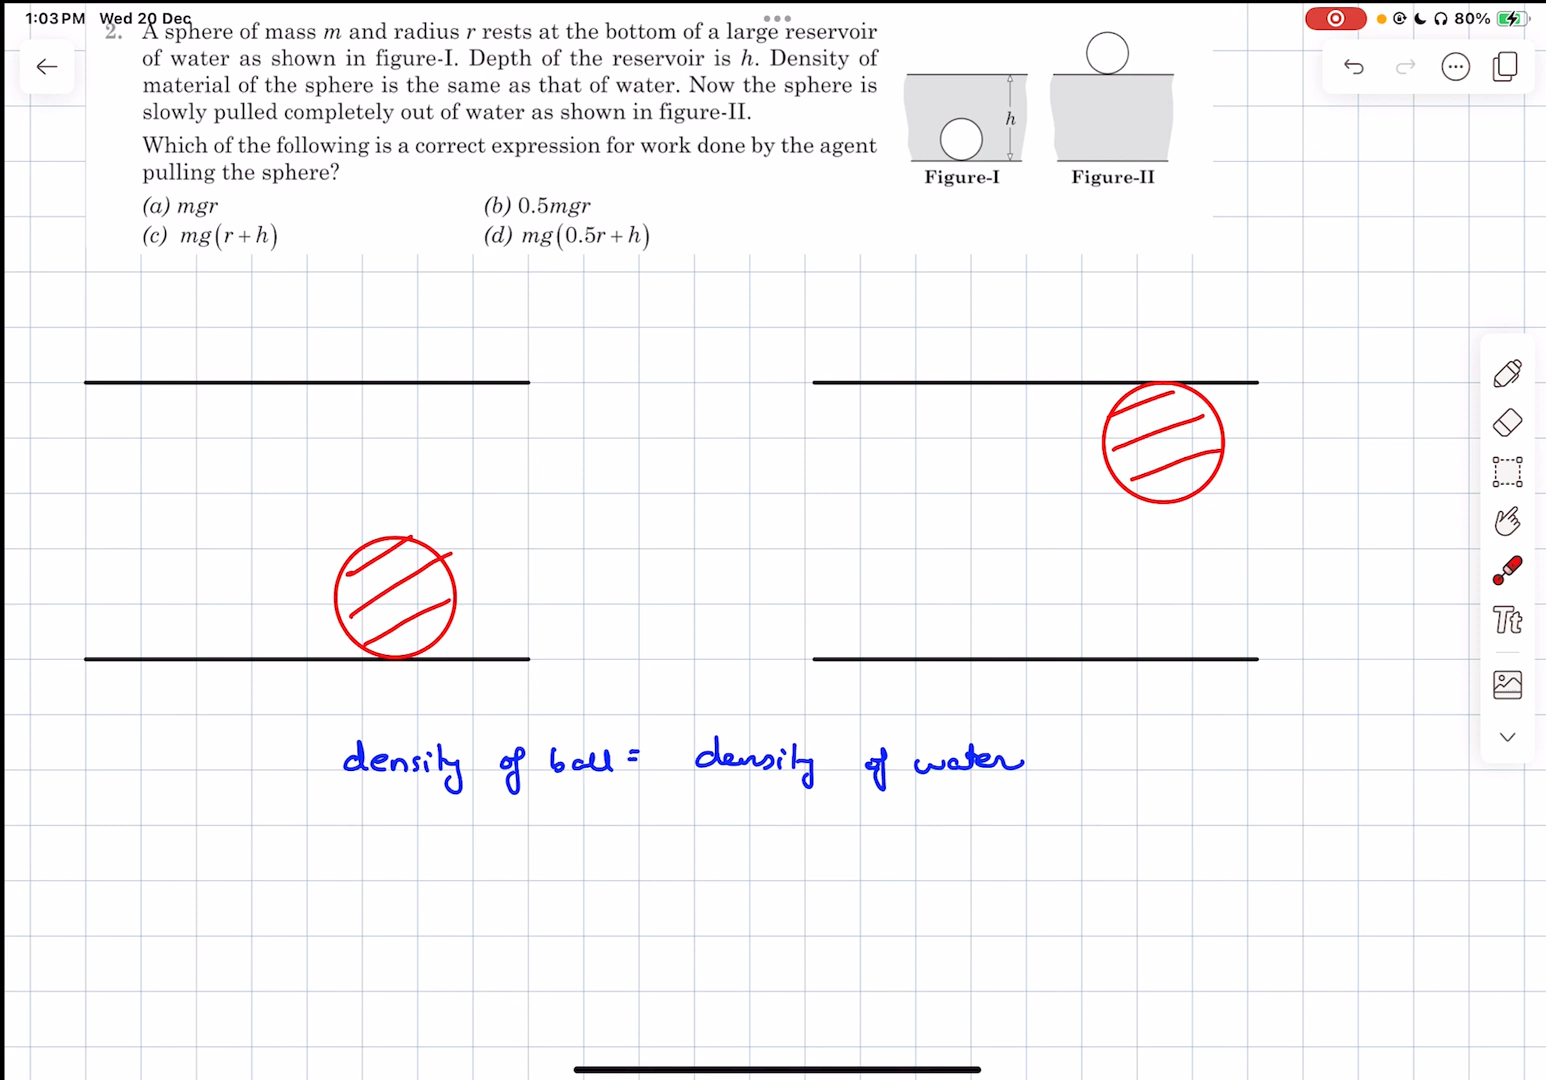 1:03 PM Wed 20 Dec
80%
2. A sphere of mass m and radius r rests at the bottom of a large reservoir
of water as shown in figure-I. Depth of the reservoir is h. Density of
material of the sphere is the same as that of water. Now the sphere is
slowly pulled completely out of water as shown in figure-II.
Which of the following is a correct expression for work done by the agent
pulling the sphere?
(a) mgr (b) 0.5mgr
(c) mg(r+h) (d) mg(0.5r+h)
h
Figure-I Figure-II
density of ball = density of water
Tt